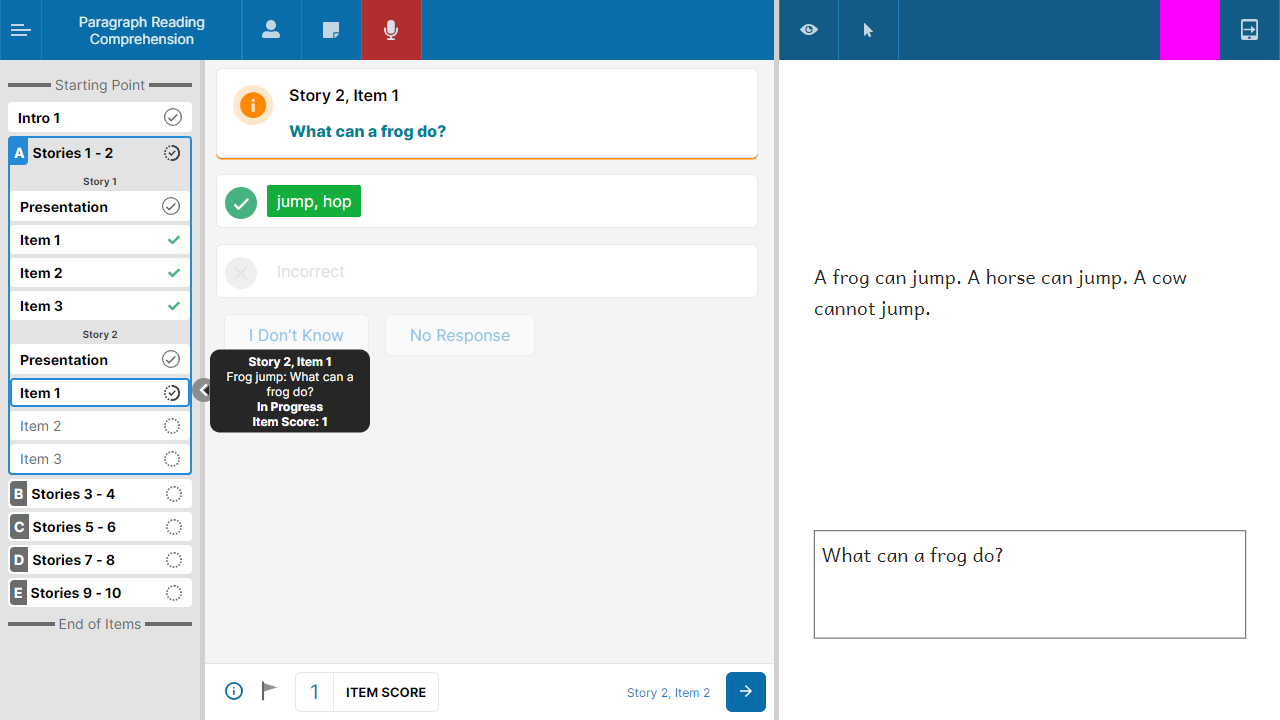 Paragraph Reading
Comprehension
Starting Point
Intro 1
A Stories 1 - 2
Story 1
Presentation
Item 1
Item 2
Item 3
Story 2
Presentation
Item 1
Item 2
Item 3
B Stories 3 - 4
C Stories 5 - 6
D Stories 7 - 8
E Stories 9 - 10
End of Items
Story 2, Item 1
What can a frog do?
jump, hop
Incorrect
I Don't Know
No Response
Story 2, Item 1
Frog jump: What can a
frog do?
In Progress
Item Score: 1
1 ITEM SCORE
Story 2, Item 2
A frog can jump. A horse can jump. A cow
cannot jump.
What can a frog do?